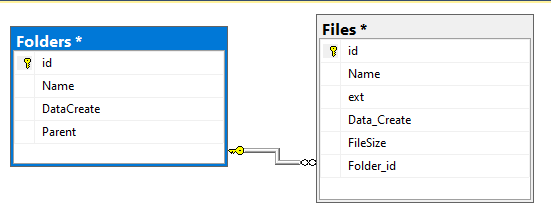 Folders *
id
Name
DataCreate
Parent
Files *
id
Name
ext
Data_Create
FileSize
Folder_id